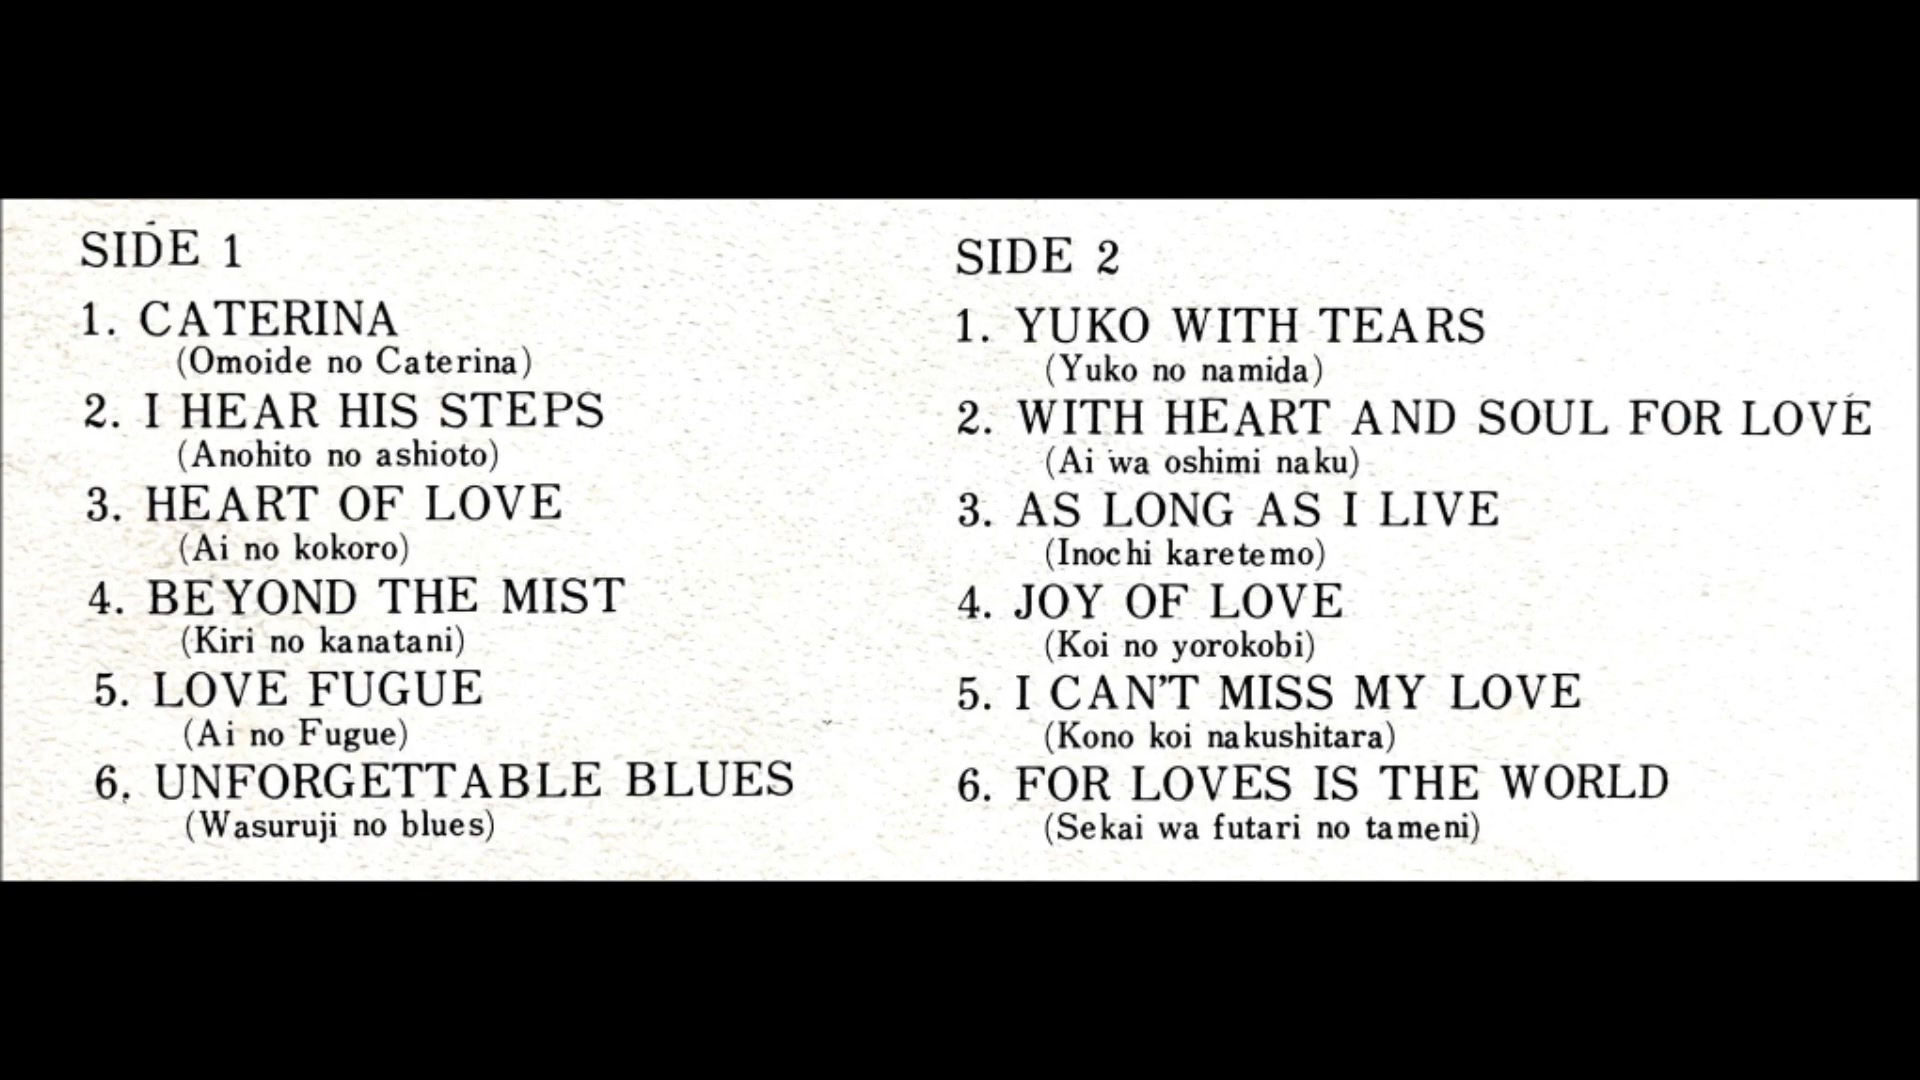 SIDE 1
1. CATERINA
(Omoide no Caterina)
2. I HEAR HIS STEPS
(Anohito no ashioto)
3. HEART OF LOVE
(Ai no kokoro)
4. BEYOND THE MIST
(Kiri no kanatani)
5. LOVE FUGUE
(Ai no Fugue)
6. UNFORGETTABLE BLUES
(Wasuruji no blues)
SIDE 2
1. YUKO WITH TEARS
(Yuko no namida)
2. WITH HEART AND SOUL FOR LOVE
(Ai wa oshimi naku)
3. AS LONG AS I LIVE
(Inochi karetemo)
4. JOY OF LOVE
(Koi no yorokobi)
5. I CAN'T MISS MY LOVE
(Kono koi nakushitara)
6. FOR LOVES IS THE WORLD
(Sekai wa futari no tameni)